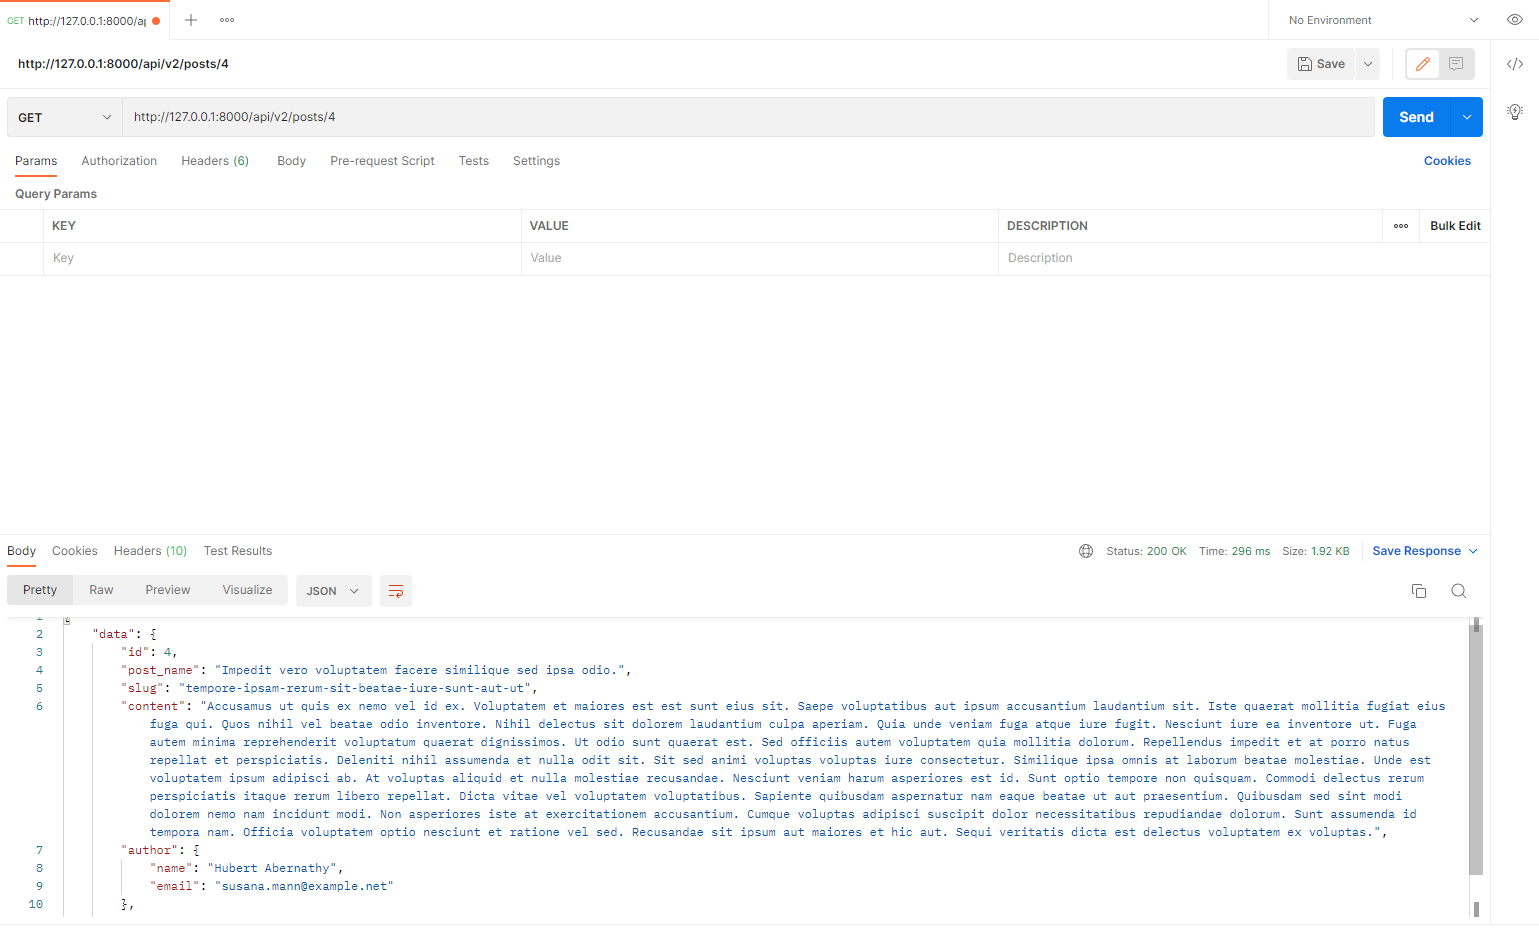 GET http://127.0.0.1:8000/ap
No Environment
http://127.0.0.1:8000/api/v2/posts/4
Save
GET
http://127.0.0.1:8000/api/v2/posts/4
Send
Params Authorization Headers (6) Body Pre-request Script Tests Settings Cookies
Query Params
KEY VALUE DESCRIPTION Bulk Edit
Key Value Description
Body Cookies Headers (10) Test Results Status: 200 OK Time: 296 ms Size: 1.92 KB Save Response
Pretty Raw Preview Visualize JSON
1 {
2 "data": {
3 "id": 4,
4 "post_name": "Impedit vero voluptatem facere similique sed ipsa odio.",
5 "slug": "tempore-ipsam-rerum-sit-beatae-iure-sunt-aut-ut",
6 "content": "Accusamus ut quis ex nemo vel id ex. Voluptatem et maiores est est sunt eius sit. Saepe voluptatibus aut ipsum accusantium laudantium sit. Iste quaerat mollitia fugiat eius
fuga qui. Quos nihil vel beatae odio inventore. Nihil delectus sit dolorem laudantium culpa aperiam. Quia unde veniam fuga atque iure fugit. Nesciunt iure ea inventore ut. Fuga
autem minima reprehenderit voluptatum quaerat dignissimos. Ut odio sunt quaerat est. Sed officiis autem voluptatem quia mollitia dolorum. Repellendus impedit et at porro natus
repellat et perspiciatis. Deleniti nihil assumenda et nulla odit sit. Sit sed animi voluptas voluptas iure consectetur. Similique ipsa omnis at laborum beatae molestiae. Unde est
voluptatem ipsum adipisci ab. At voluptas aliquid et nulla molestiae recusandae. Nesciunt veniam harum asperiores est id. Sunt optio tempore non quisquam. Commodi delectus rerum
perspiciatis itaque rerum libero repellat. Dicta vitae vel voluptatem voluptatibus. Sapiente quibusdam aspernatur nam eaque beatae ut aut praesentium. Quibusdam sed sint modi
dolorem nemo nam incidunt modi. Non asperiores iste at exercitationem accusantium. Cumque voluptas adipisci suscipit dolor necessitatibus repudiandae dolorum. Sunt assumenda id
tempora nam. Officia voluptatem optio nesciunt et ratione vel sed. Recusandae sit ipsum aut maiores et hic aut. Sequi veritatis dicta est delectus voluptatem ex voluptas.",
7 "author": {
8 "name": "Hubert Abernathy",
9 "email": "susana.mann@example.net"
10 },